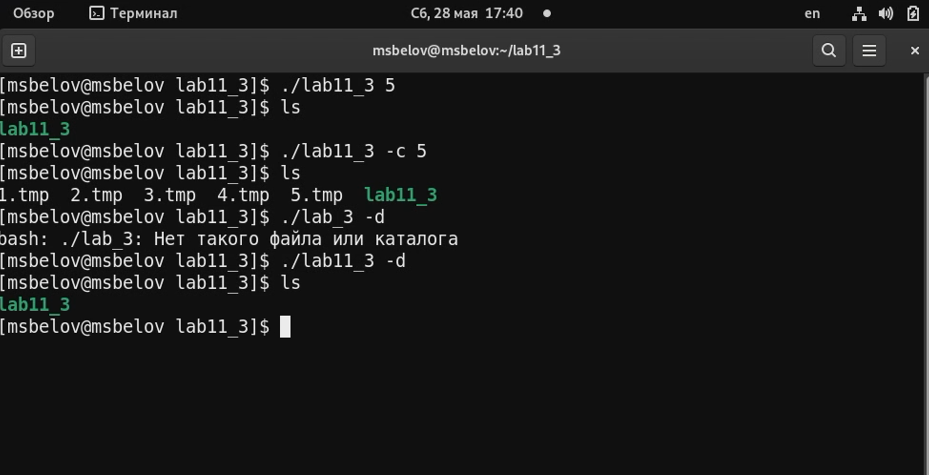 Обзор Терминал Сб, 28 мая 17:40 en
msbelov@msbelov:~/lab11_3
[msbelov@msbelov lab11_3]$ ./lab11_3 5
[msbelov@msbelov lab11_3]$ ls
lab11_3
[msbelov@msbelov lab11_3]$ ./lab11_3 -c 5
[msbelov@msbelov lab11_3]$ ls
1.tmp 2.tmp 3.tmp 4.tmp 5.tmp lab11_3
[msbelov@msbelov lab11_3]$ ./lab_3 -d
bash: ./lab_3: Нет такого файла или каталога
[msbelov@msbelov lab11_3]$ ./lab11_3 -d
[msbelov@msbelov lab11_3]$ ls
lab11_3
[msbelov@msbelov lab11_3]$